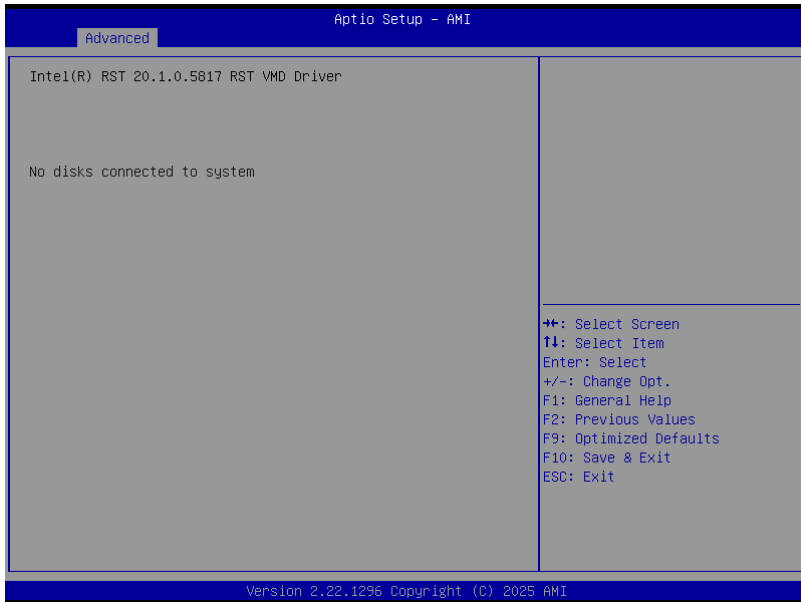 Aptio Setup – AMI
Advanced
Intel(R) RST 20.1.0.5817 RST VMD Driver
No disks connected to system
→←: Select Screen
↑↓: Select Item
Enter: Select
+/-: Change Opt.
F1: General Help
F2: Previous Values
F9: Optimized Defaults
F10: Save & Exit
ESC: Exit
Version 2.22.1296 Copyright (C) 2025 AMI